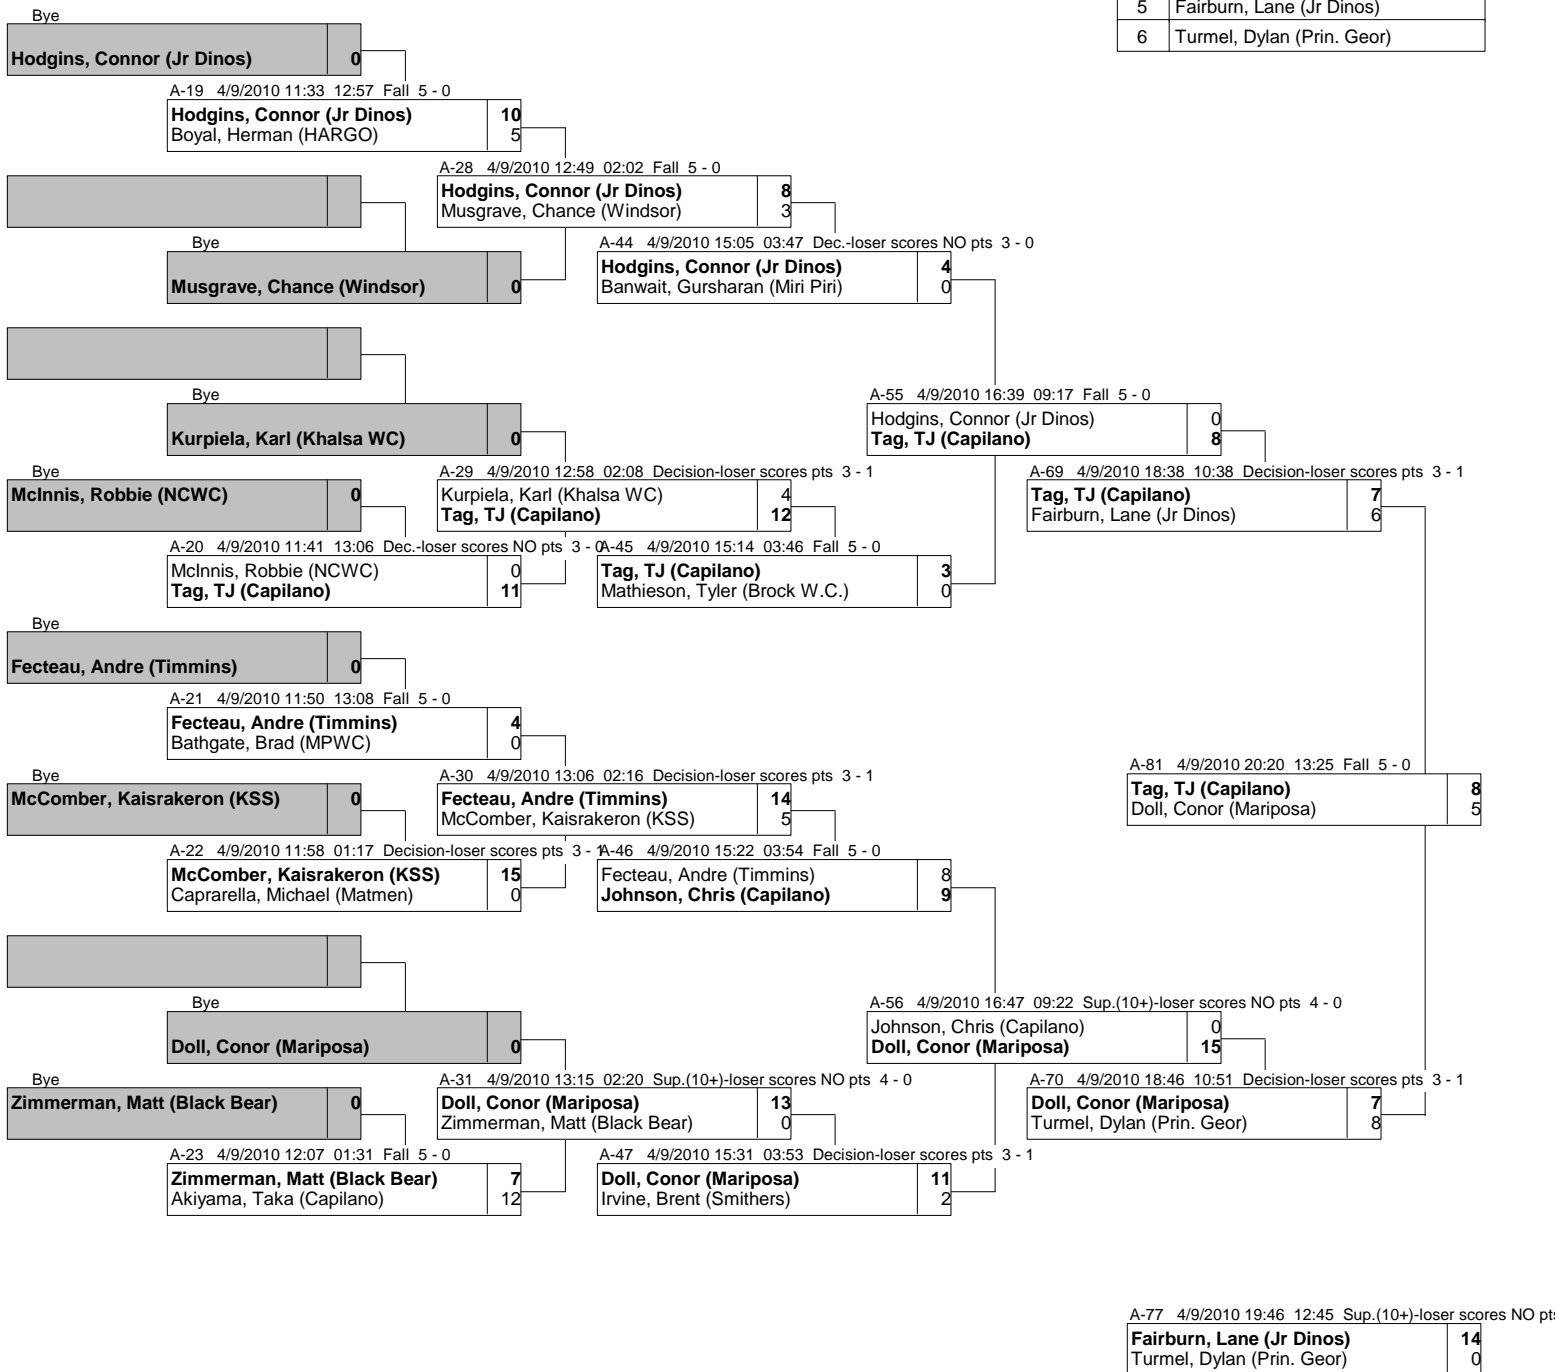 5 Fairburn, Lane (Jr Dinos)
6 Turmel, Dylan (Prin. Geor)
Bye
Hodgins, Connor (Jr Dinos) 0
A-19 4/9/2010 11:33 12:57 Fall 5 - 0
Hodgins, Connor (Jr Dinos) 10
Boyal, Herman (HARGO) 5
A-28 4/9/2010 12:49 02:02 Fall 5 - 0
Hodgins, Connor (Jr Dinos) 8
Musgrave, Chance (Windsor) 3
Bye
Musgrave, Chance (Windsor) 0
A-44 4/9/2010 15:05 03:47 Dec.-loser scores NO pts 3 - 0
Hodgins, Connor (Jr Dinos) 4
Banwait, Gursharan (Miri Piri) 0
Bye
Kurpiela, Karl (Khalsa WC) 0
A-55 4/9/2010 16:39 09:17 Fall 5 - 0
Hodgins, Connor (Jr Dinos) 0
Tag, TJ (Capilano) 8
Bye
McInnis, Robbie (NCWC) 0
A-29 4/9/2010 12:58 02:08 Decision-loser scores pts 3 - 1
Kurpiela, Karl (Khalsa WC) 4
Tag, TJ (Capilano) 12
A-69 4/9/2010 18:38 10:38 Decision-loser scores pts 3 - 1
Tag, TJ (Capilano) 7
Fairburn, Lane (Jr Dinos) 6
A-20 4/9/2010 11:41 13:06 Dec.-loser scores NO pts 3 - 0
McInnis, Robbie (NCWC) 0
Tag, TJ (Capilano) 11
A-45 4/9/2010 15:14 03:46 Fall 5 - 0
Tag, TJ (Capilano) 3
Mathieson, Tyler (Brock W.C.) 0
Bye
Fecteau, Andre (Timmins) 0
A-21 4/9/2010 11:50 13:08 Fall 5 - 0
Fecteau, Andre (Timmins) 4
Bathgate, Brad (MPWC) 0
A-81 4/9/2010 20:20 13:25 Fall 5 - 0
Tag, TJ (Capilano) 8
Doll, Conor (Mariposa) 5
Bye
McComber, Kaisrakeron (KSS) 0
A-30 4/9/2010 13:06 02:16 Decision-loser scores pts 3 - 1
Fecteau, Andre (Timmins) 14
McComber, Kaisrakeron (KSS) 5
A-22 4/9/2010 11:58 01:17 Decision-loser scores pts 3 - 1
McComber, Kaisrakeron (KSS) 15
Caprarella, Michael (Matmen) 0
A-46 4/9/2010 15:22 03:54 Fall 5 - 0
Fecteau, Andre (Timmins) 8
Johnson, Chris (Capilano) 9
Bye
Doll, Conor (Mariposa) 0
A-56 4/9/2010 16:47 09:22 Sup.(10+)-loser scores NO pts 4 - 0
Johnson, Chris (Capilano) 0
Doll, Conor (Mariposa) 15
Bye
Zimmerman, Matt (Black Bear) 0
A-31 4/9/2010 13:15 02:20 Sup.(10+)-loser scores NO pts 4 - 0
Doll, Conor (Mariposa) 13
Zimmerman, Matt (Black Bear) 0
A-70 4/9/2010 18:46 10:51 Decision-loser scores pts 3 - 1
Doll, Conor (Mariposa) 7
Turmel, Dylan (Prin. Geor) 8
A-23 4/9/2010 12:07 01:31 Fall 5 - 0
Zimmerman, Matt (Black Bear) 7
Akiyama, Taka (Capilano) 12
A-47 4/9/2010 15:31 03:53 Decision-loser scores pts 3 - 1
Doll, Conor (Mariposa) 11
Irvine, Brent (Smithers) 2
A-77 4/9/2010 19:46 12:45 Sup.(10+)-loser scores NO pts
Fairburn, Lane (Jr Dinos) 14
Turmel, Dylan (Prin. Geor) 0